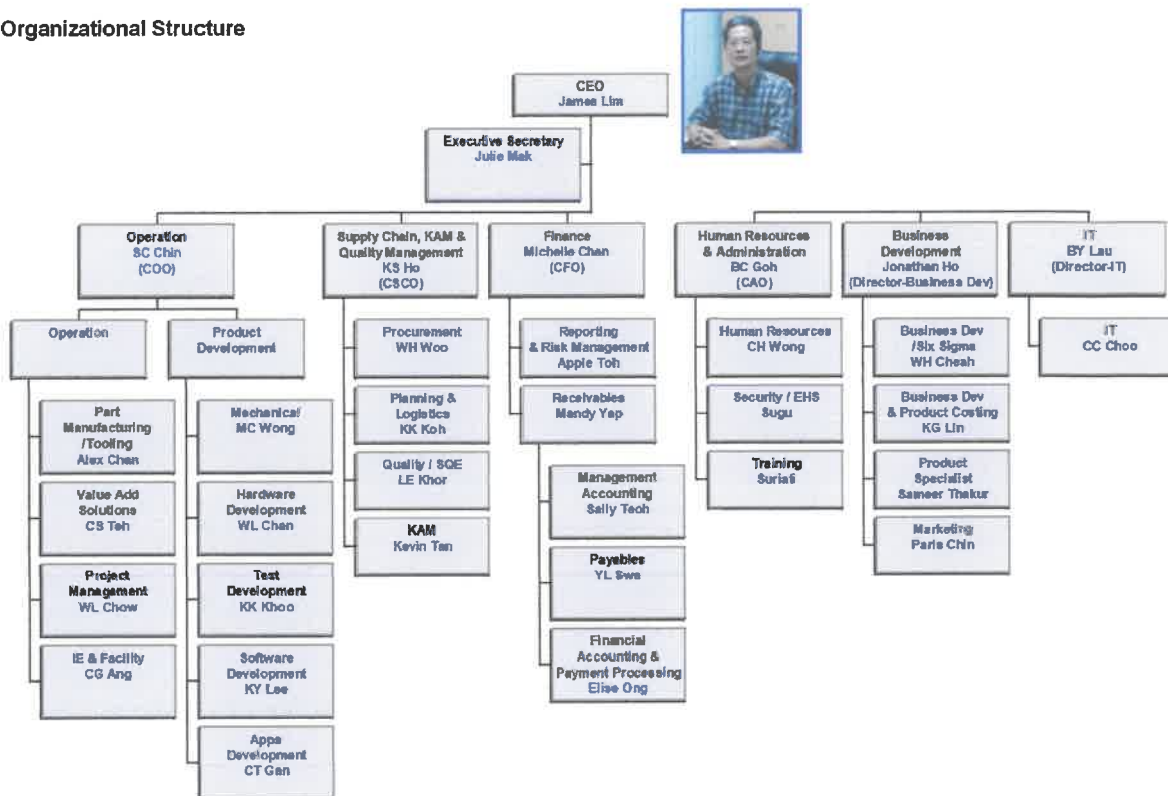 Organizational Structure
CEO
James Lim
Executive Secretary
Julie Mak
Operation
SC Chin
(COO)
Supply Chain, KAM &
Quality Management
KS Ho
(CSCO)
Finance
Michelle Chan
(CFO)
Human Resources
& Administration
BC Goh
(CAO)
Business
Development
Jonathan Ho
(Director-Business Dev)
IT
BY Lau
(Director-IT)
Operation
Product
Development
Part
Manufacturing
/Tooling
Alex Chan
Value Add
Solutions
CS Teh
Project
Management
WL Chow
IE & Facility
CG Ang
Mechanical
MC Wong
Hardware
Development
WL Chan
Test
Development
KK Khoo
Software
Development
KY Lee
Apps
Development
CT Gan
Procurement
WH Woo
Planning &
Logistics
KK Koh
Quality / SQE
LE Khor
KAM
Kevin Tan
Reporting
& Risk Management
Apple Toh
Receivables
Mandy Yap
Management
Accounting
Sally Teoh
Payables
YL Swe
Financial
Accounting &
Payment Processing
Elise Ong
Human Resources
CH Wong
Security / EHS
Sugu
Training
Suriati
Business Dev
/Six Sigma
WH Cheah
Business Dev
& Product Costing
KG Lin
Product
Specialist
Sameer Thakur
Marketing
Paris Chin
IT
CC Choo